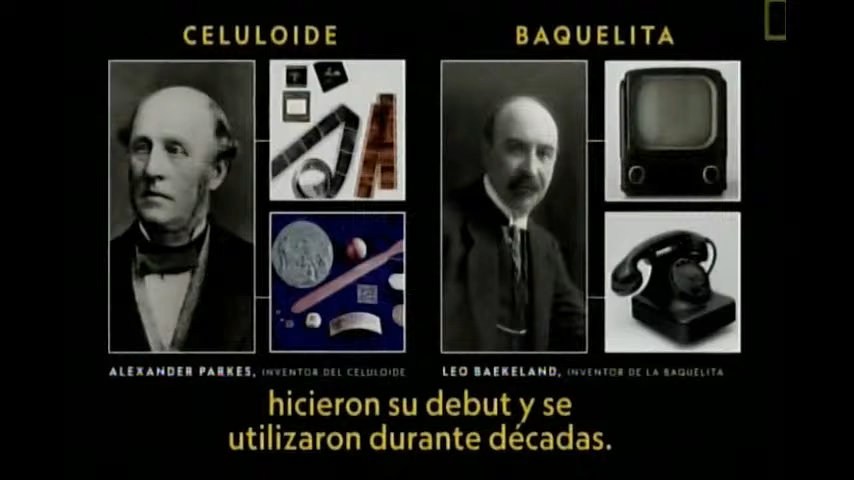 CELULOIDE
BAQUELITA
ALEXANDER PARKES, INVENTOR DEL CELULOIDE
LEO BAEKELAND, INVENTOR DE LA BAQUELITA
hicieron su debut y se
utilizaron durante décadas.